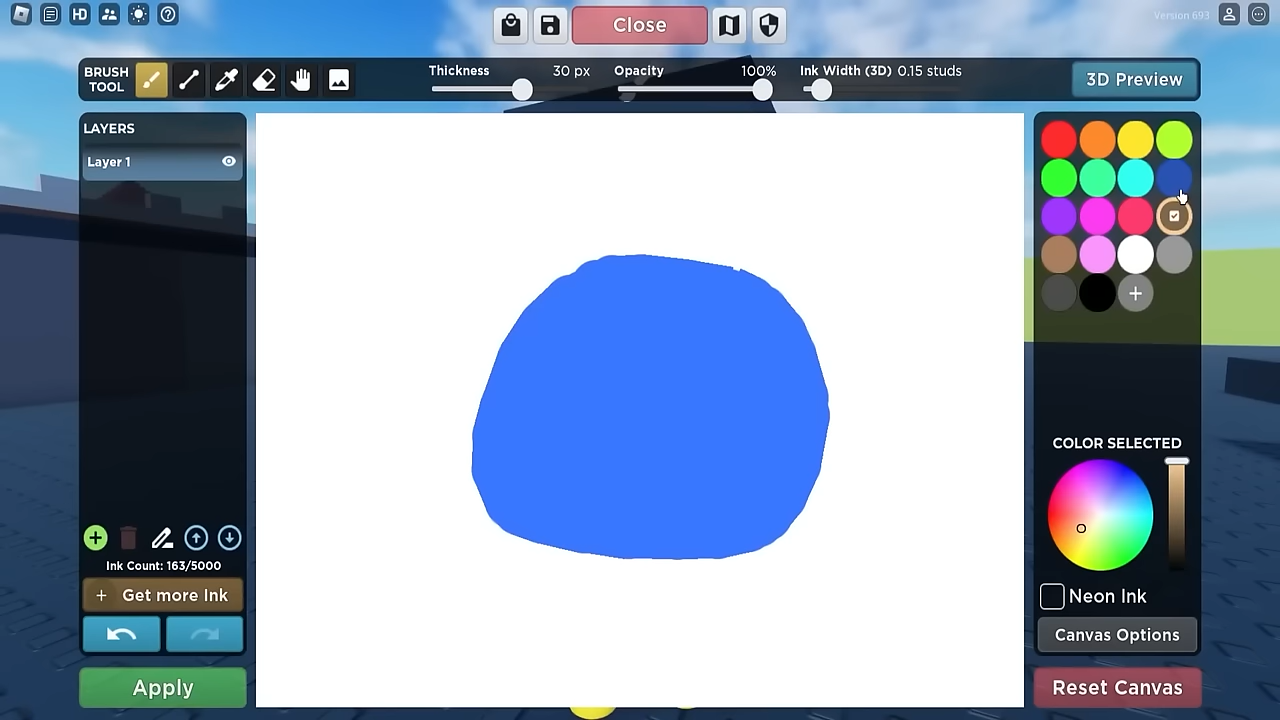 HD
Close
Version 693
BRUSH
TOOL
Thickness
30 px
Opacity
100%
Ink Width (3D)
0.15 studs
3D Preview
LAYERS
Layer 1
COLOR SELECTED
Ink Count: 163/5000
+ Get more Ink
Neon Ink
Canvas Options
Apply
Reset Canvas